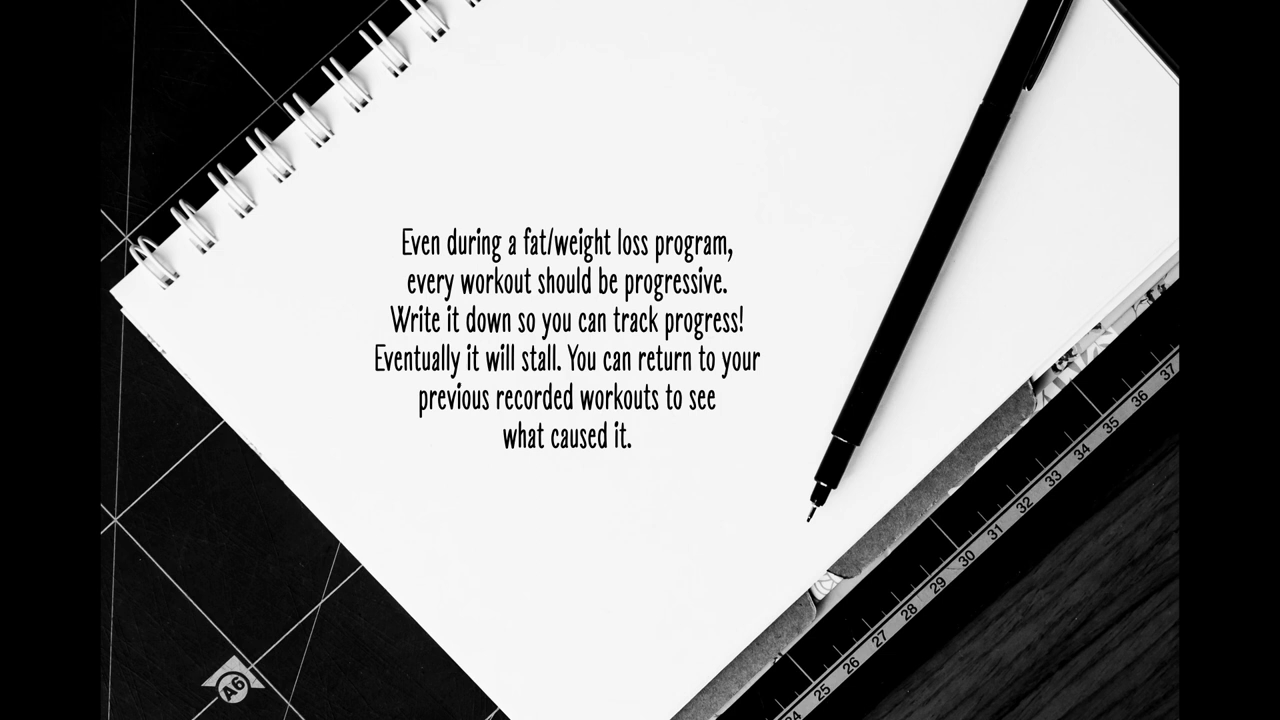 Even during a fat/weight loss program,
every workout should be progressive.
Write it down so you can track progress!
Eventually it will stall. You can return to your
previous recorded workouts to see
what caused it.
A6
37
36
35
34
33
32
31
30
29
28
27
26
25
24